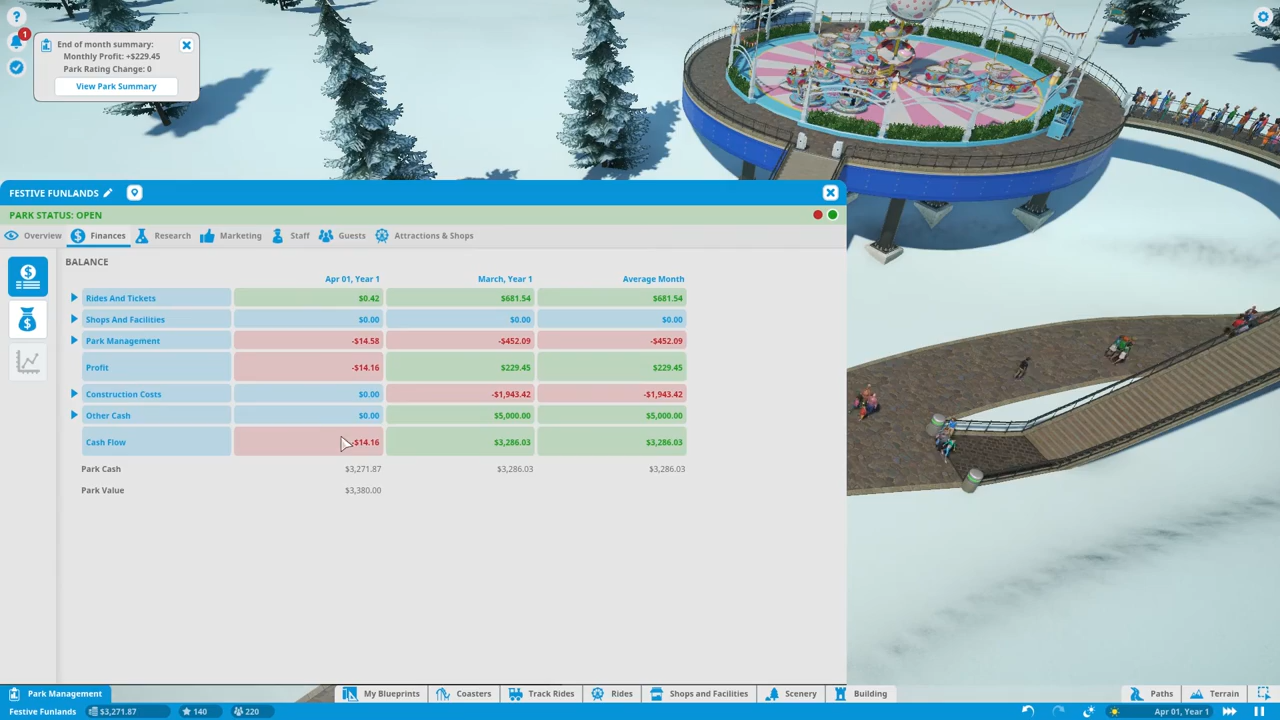 ?
1
End of month summary:
Monthly Profit: +$229.45
Park Rating Change: 0
View Park Summary
FESTIVE FUNLANDS
PARK STATUS: OPEN
Overview Finances Research Marketing Staff Guests Attractions & Shops
BALANCE
Apr 01, Year 1 March, Year 1 Average Month
Rides And Tickets $0.42 $681.54 $681.54
Shops And Facilities $0.00 $0.00 $0.00
Park Management -$14.58 -$452.09 -$452.09
Profit -$14.16 $229.45 $229.45
Construction Costs $0.00 -$1,943.42 -$1,943.42
Other Cash $0.00 $5,000.00 $5,000.00
Cash Flow -$14.16 $3,286.03 $3,286.03
Park Cash $3,271.87 $3,286.03 $3,286.03
Park Value $3,380.00
Park Management My Blueprints Coasters Track Rides Rides Shops and Facilities Scenery Building Paths Terrain
Festive Funlands $3,271.87 140 220 Apr 01, Year 1